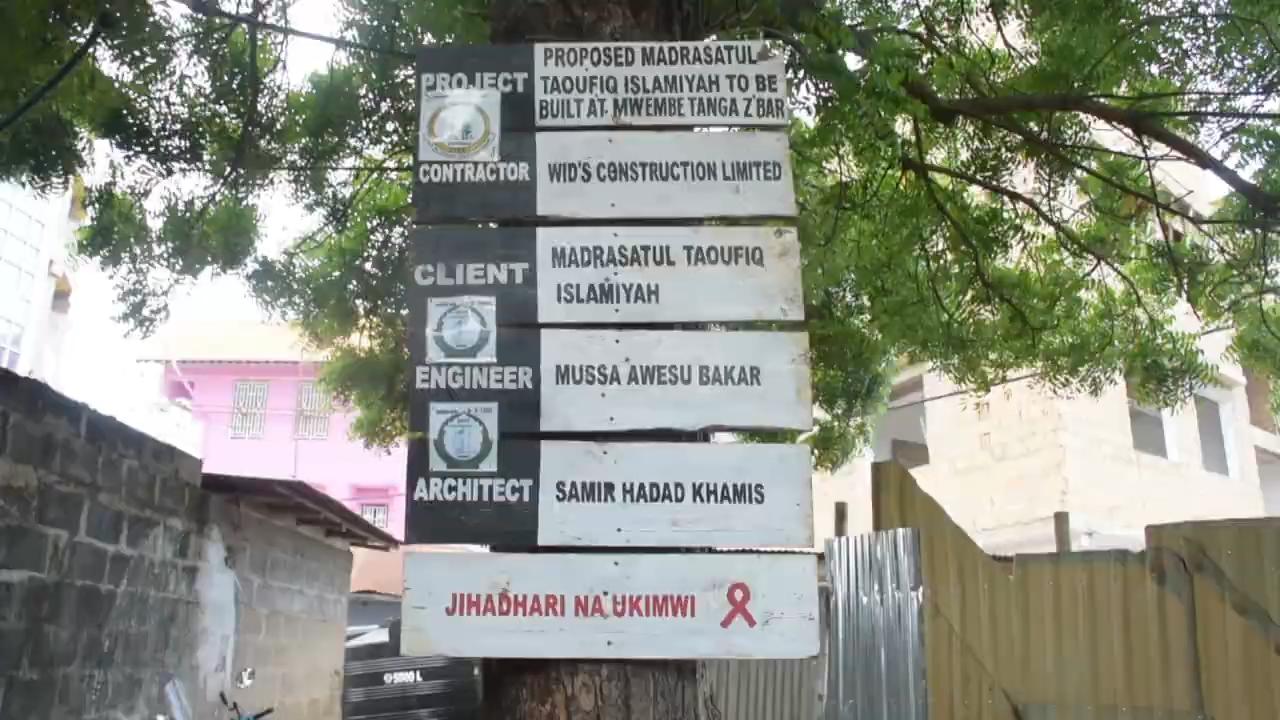 PROJECT
PROPOSED MADRASATUL
TAOUFIQ ISLAMIYAH TO BE
BUILT AT. MWEMBE TANGA Z'BAR
CONTRACTOR
WID'S CONSTRUCTION LIMITED
CLIENT
MADRASATUL TAOUFIQ
ISLAMIYAH
ENGINEER
MUSSA AWESU BAKAR
ARCHITECT
SAMIR HADAD KHAMIS
JIHADHARI NA UKIMWI
5000 L